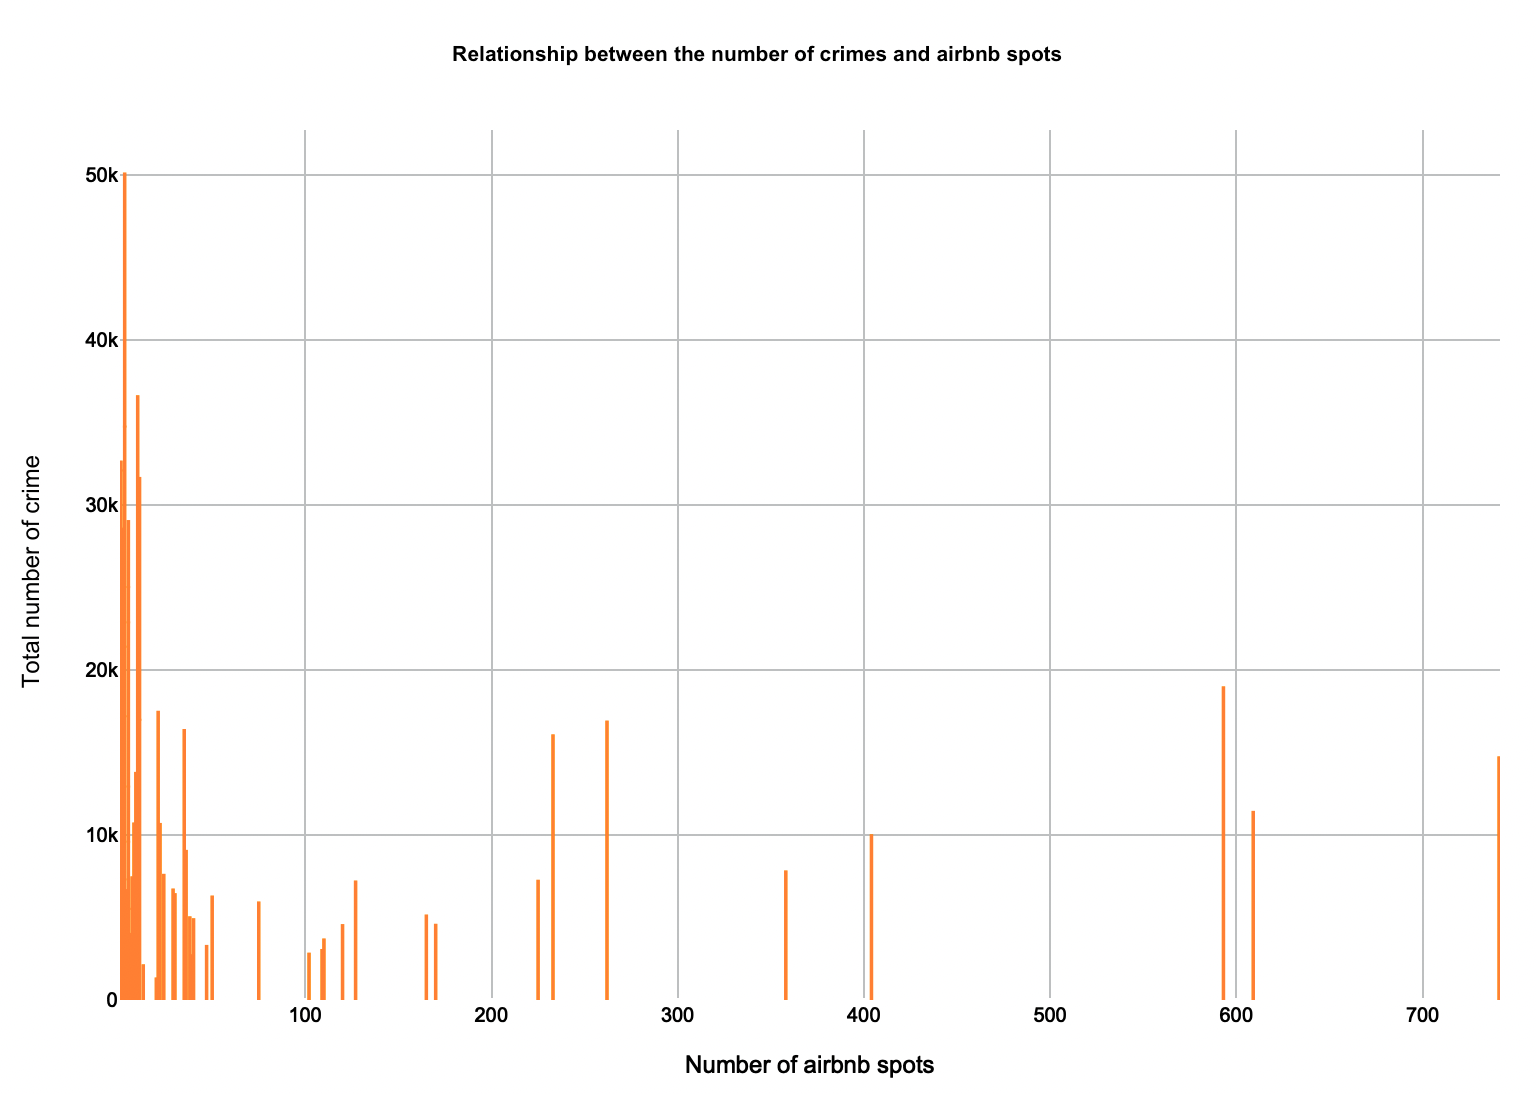 Relationship between the number of crimes and airbnb spots
50k
40k
30k
20k
10k
0
Total number of crime
100 200 300 400 500 600 700
Number of airbnb spots